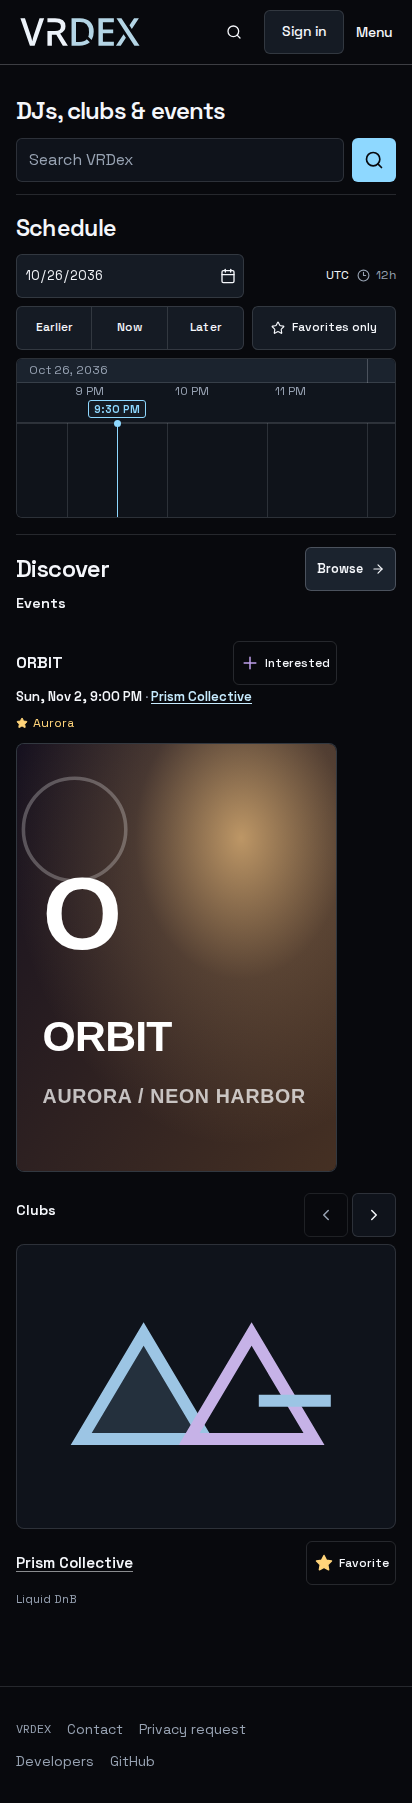 VRDEX Sign in Menu
DJs, clubs & events
Search VRDex
Schedule
10/26/2036 UTC 12h
Earlier Now Later Favorites only
Oct 26, 2036
9 PM 10 PM 11 PM
9:30 PM
Discover Browse
Events
ORBIT Interested
Sun, Nov 2, 9:00 PM · Prism Collective
Aurora
O
ORBIT
AURORA / NEON HARBOR
Clubs
Prism Collective Favorite
Liquid DnB
VRDEX Contact Privacy request
Developers GitHub